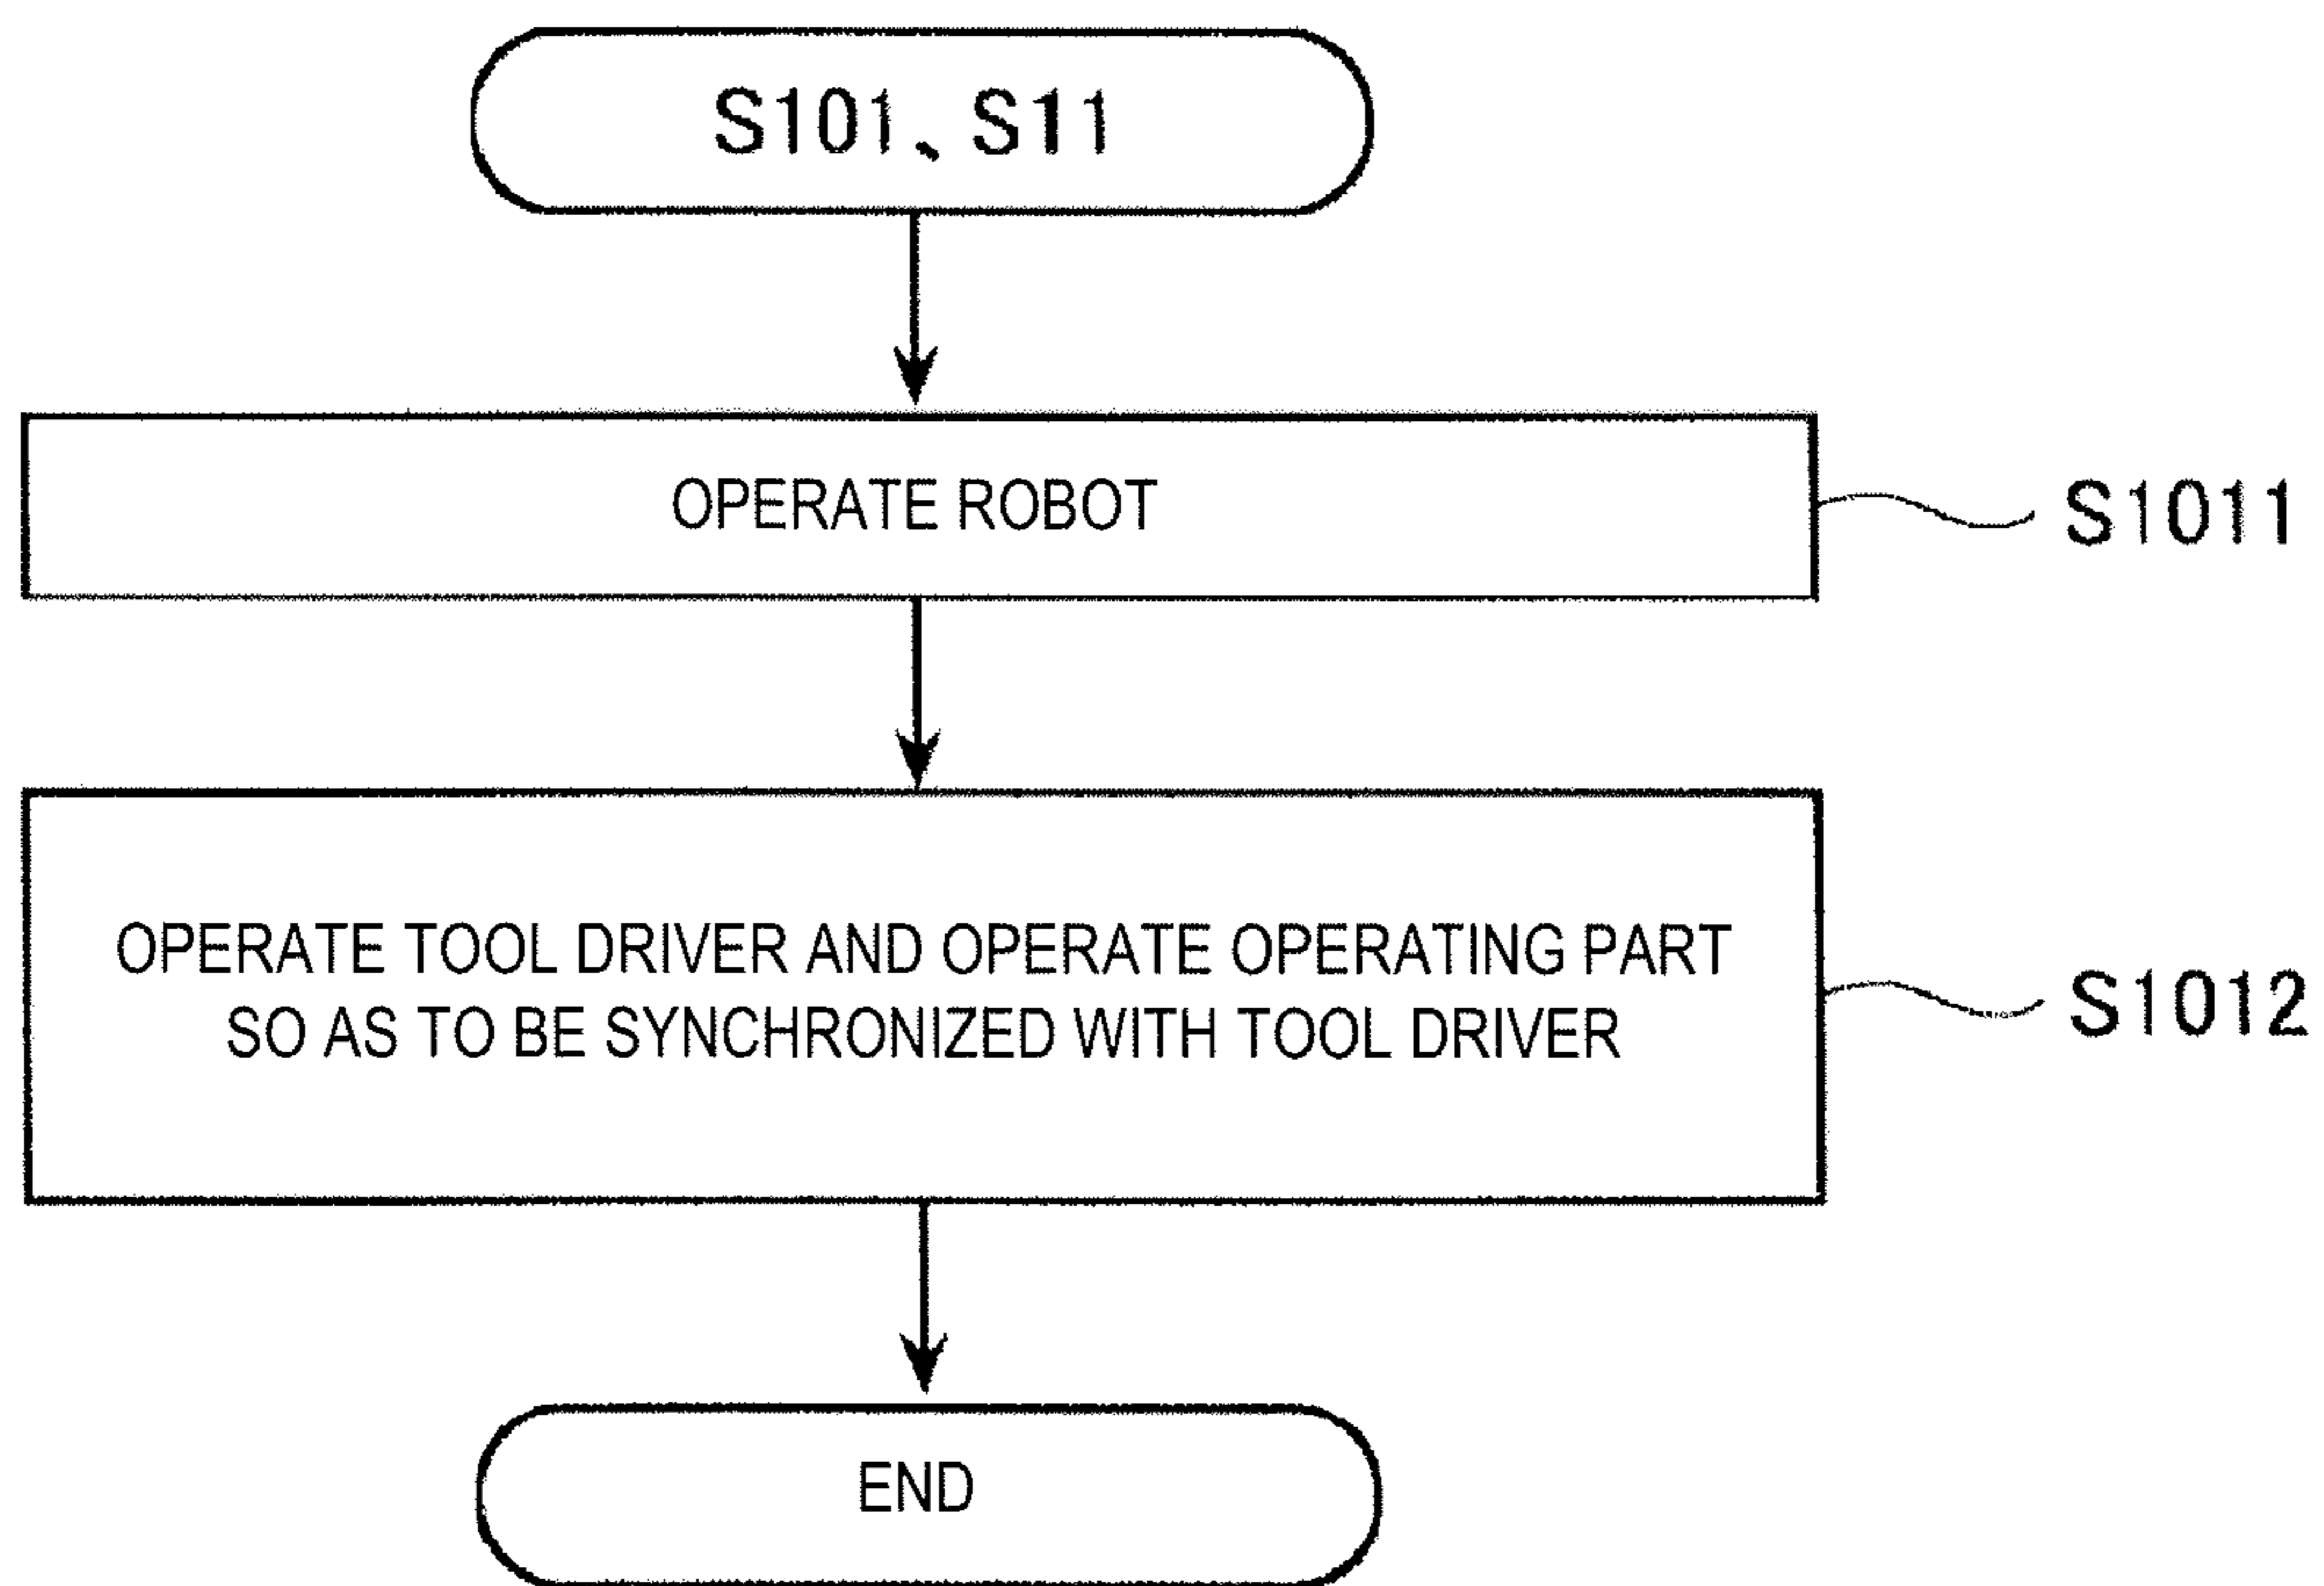 S101、S11
OPERATE ROBOT
S1011
OPERATE TOOL DRIVER AND OPERATE OPERATING PART
SO AS TO BE SYNCHRONIZED WITH TOOL DRIVER
S1012
END